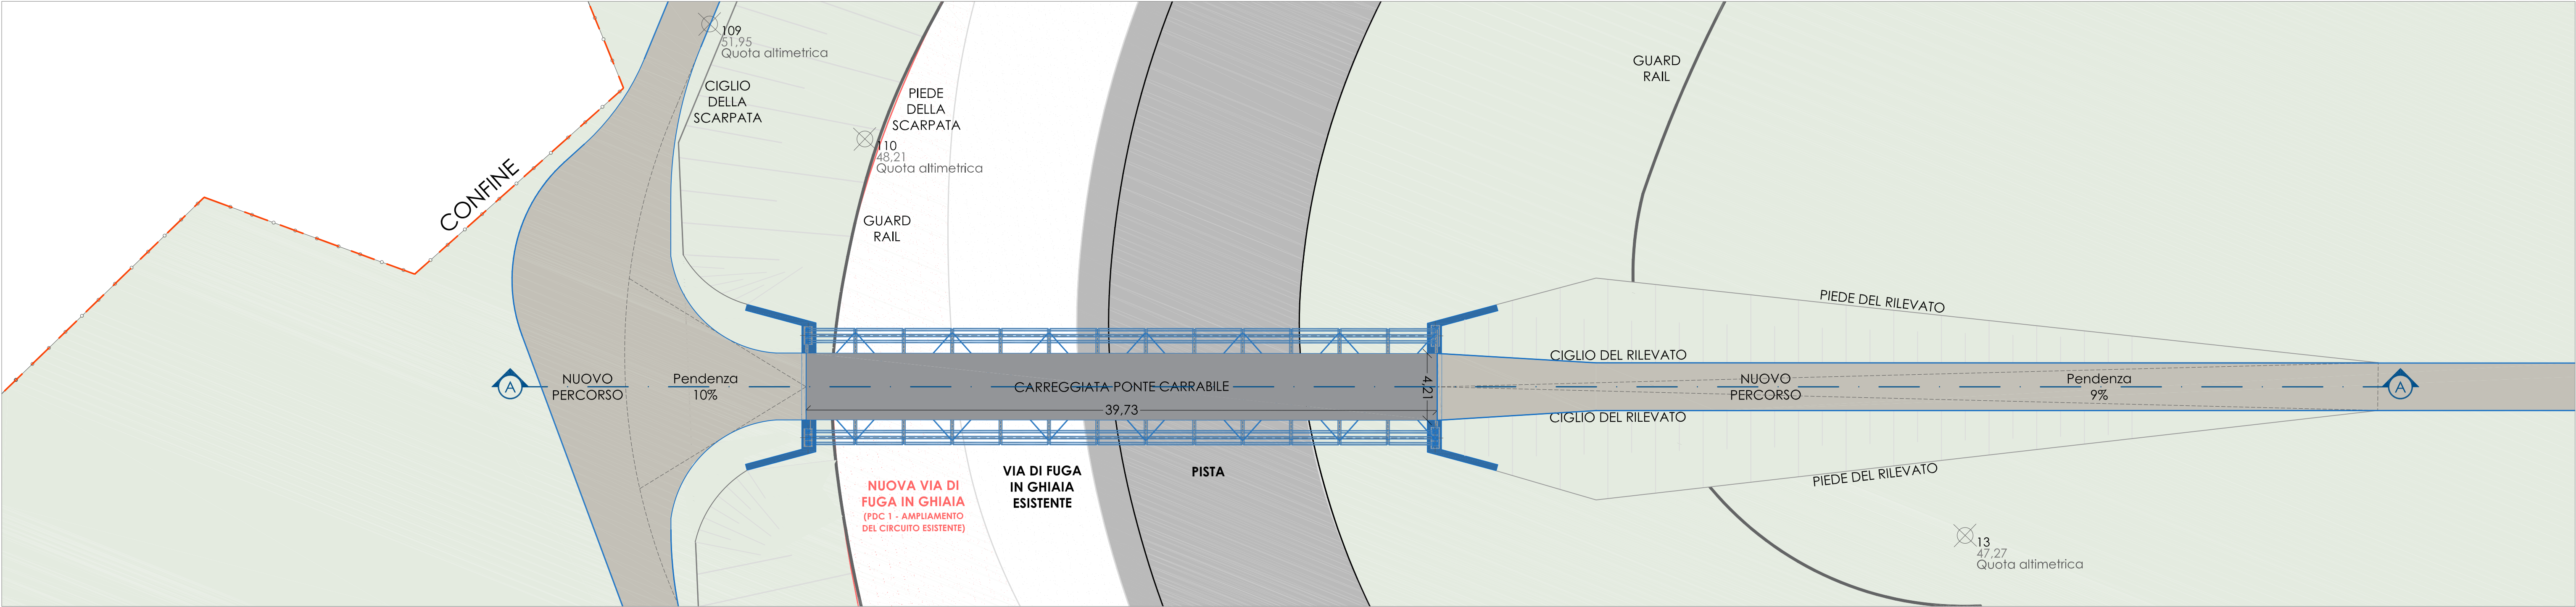 109
51,95
Quota altimetrica
CIGLIO
DELLA
SCARPATA
PIEDE
DELLA
SCARPATA
110
48,21
Quota altimetrica
GUARD
RAIL
GUARD
RAIL
CONFINE
PIEDE DEL RILEVATO
CIGLIO DEL RILEVATO
A
NUOVO
PERCORSO
Pendenza
10%
CARREGGIATA PONTE CARRABILE
39,73
4,21
NUOVO
PERCORSO
Pendenza
9%
A
CIGLIO DEL RILEVATO
PIEDE DEL RILEVATO
NUOVA VIA DI
FUGA IN GHIAIA
(PDC 1 - AMPLIAMENTO
DEL CIRCUITO ESISTENTE)
VIA DI FUGA
IN GHIAIA
ESISTENTE
PISTA
13
47,27
Quota altimetrica